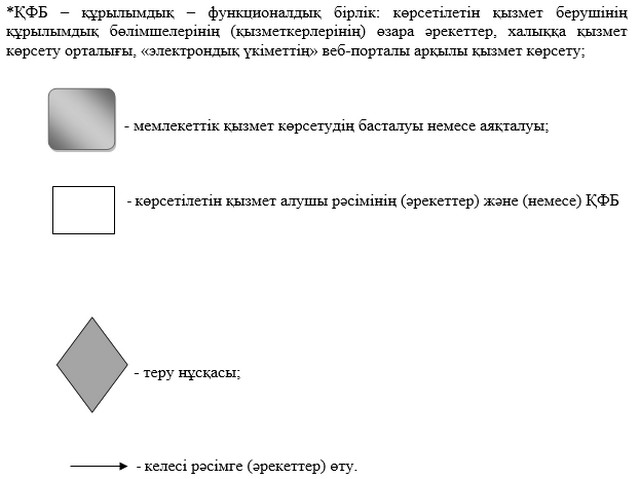 *ҚФБ – құрылымдық – функционалдық бірлік: көрсетілетін қызмет берушінің
құрылымдық бөлімшелерінің (қызметкерлерінің) өзара әрекеттер, халыққа қызмет
көрсету орталығы, «электрондық үкіметтің» веб-порталы арқылы қызмет көрсету;
- мемлекеттік қызмет көрсетудің басталуы немесе аяқталуы;
- көрсетілетін қызмет алушы рәсімінің (әрекеттер) және (немесе) ҚФБ
- теру нұсқасы;
- келесі рәсімге (әрекеттер) өту.